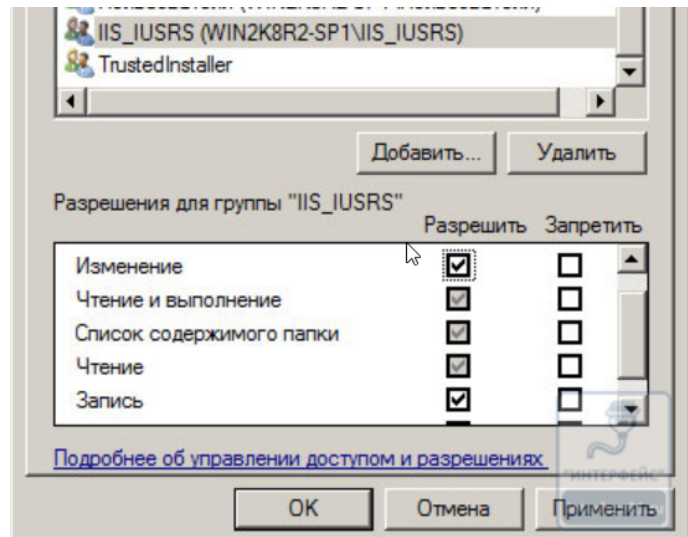 IIS_IUSRS (WIN2K8R2-SP1\IIS_IUSRS)
TrustedInstaller
Добавить...
Удалить
Разрешения для группы "IIS_IUSRS"
Разрешить Запретить
Изменение
Чтение и выполнение
Список содержимого папки
Чтение
Запись
Подробнее об управлении доступом и разрешениях
"ИНТЕРФЕЙС"
OK
Отмена
Применить